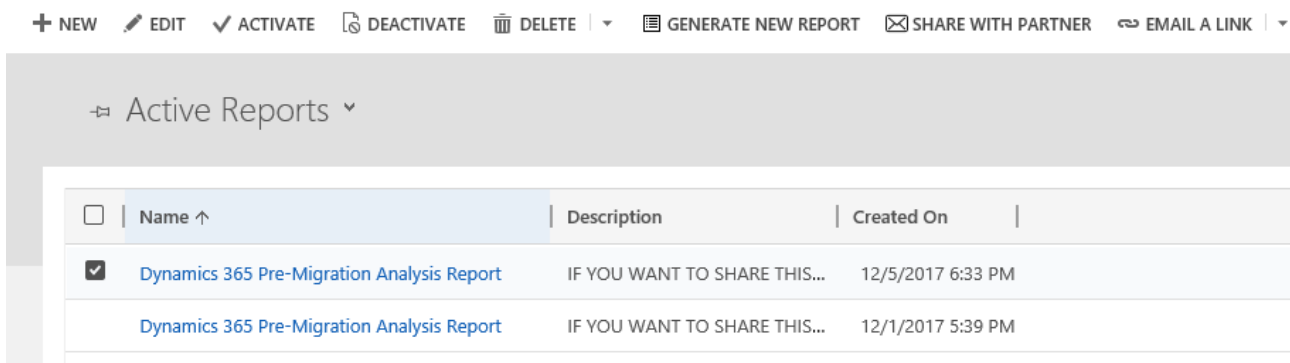 NEW EDIT ACTIVATE DEACTIVATE DELETE GENERATE NEW REPORT SHARE WITH PARTNER EMAIL A LINK
Active Reports
Name ↑ Description Created On
Dynamics 365 Pre-Migration Analysis Report IF YOU WANT TO SHARE THIS... 12/5/2017 6:33 PM
Dynamics 365 Pre-Migration Analysis Report IF YOU WANT TO SHARE THIS... 12/1/2017 5:39 PM